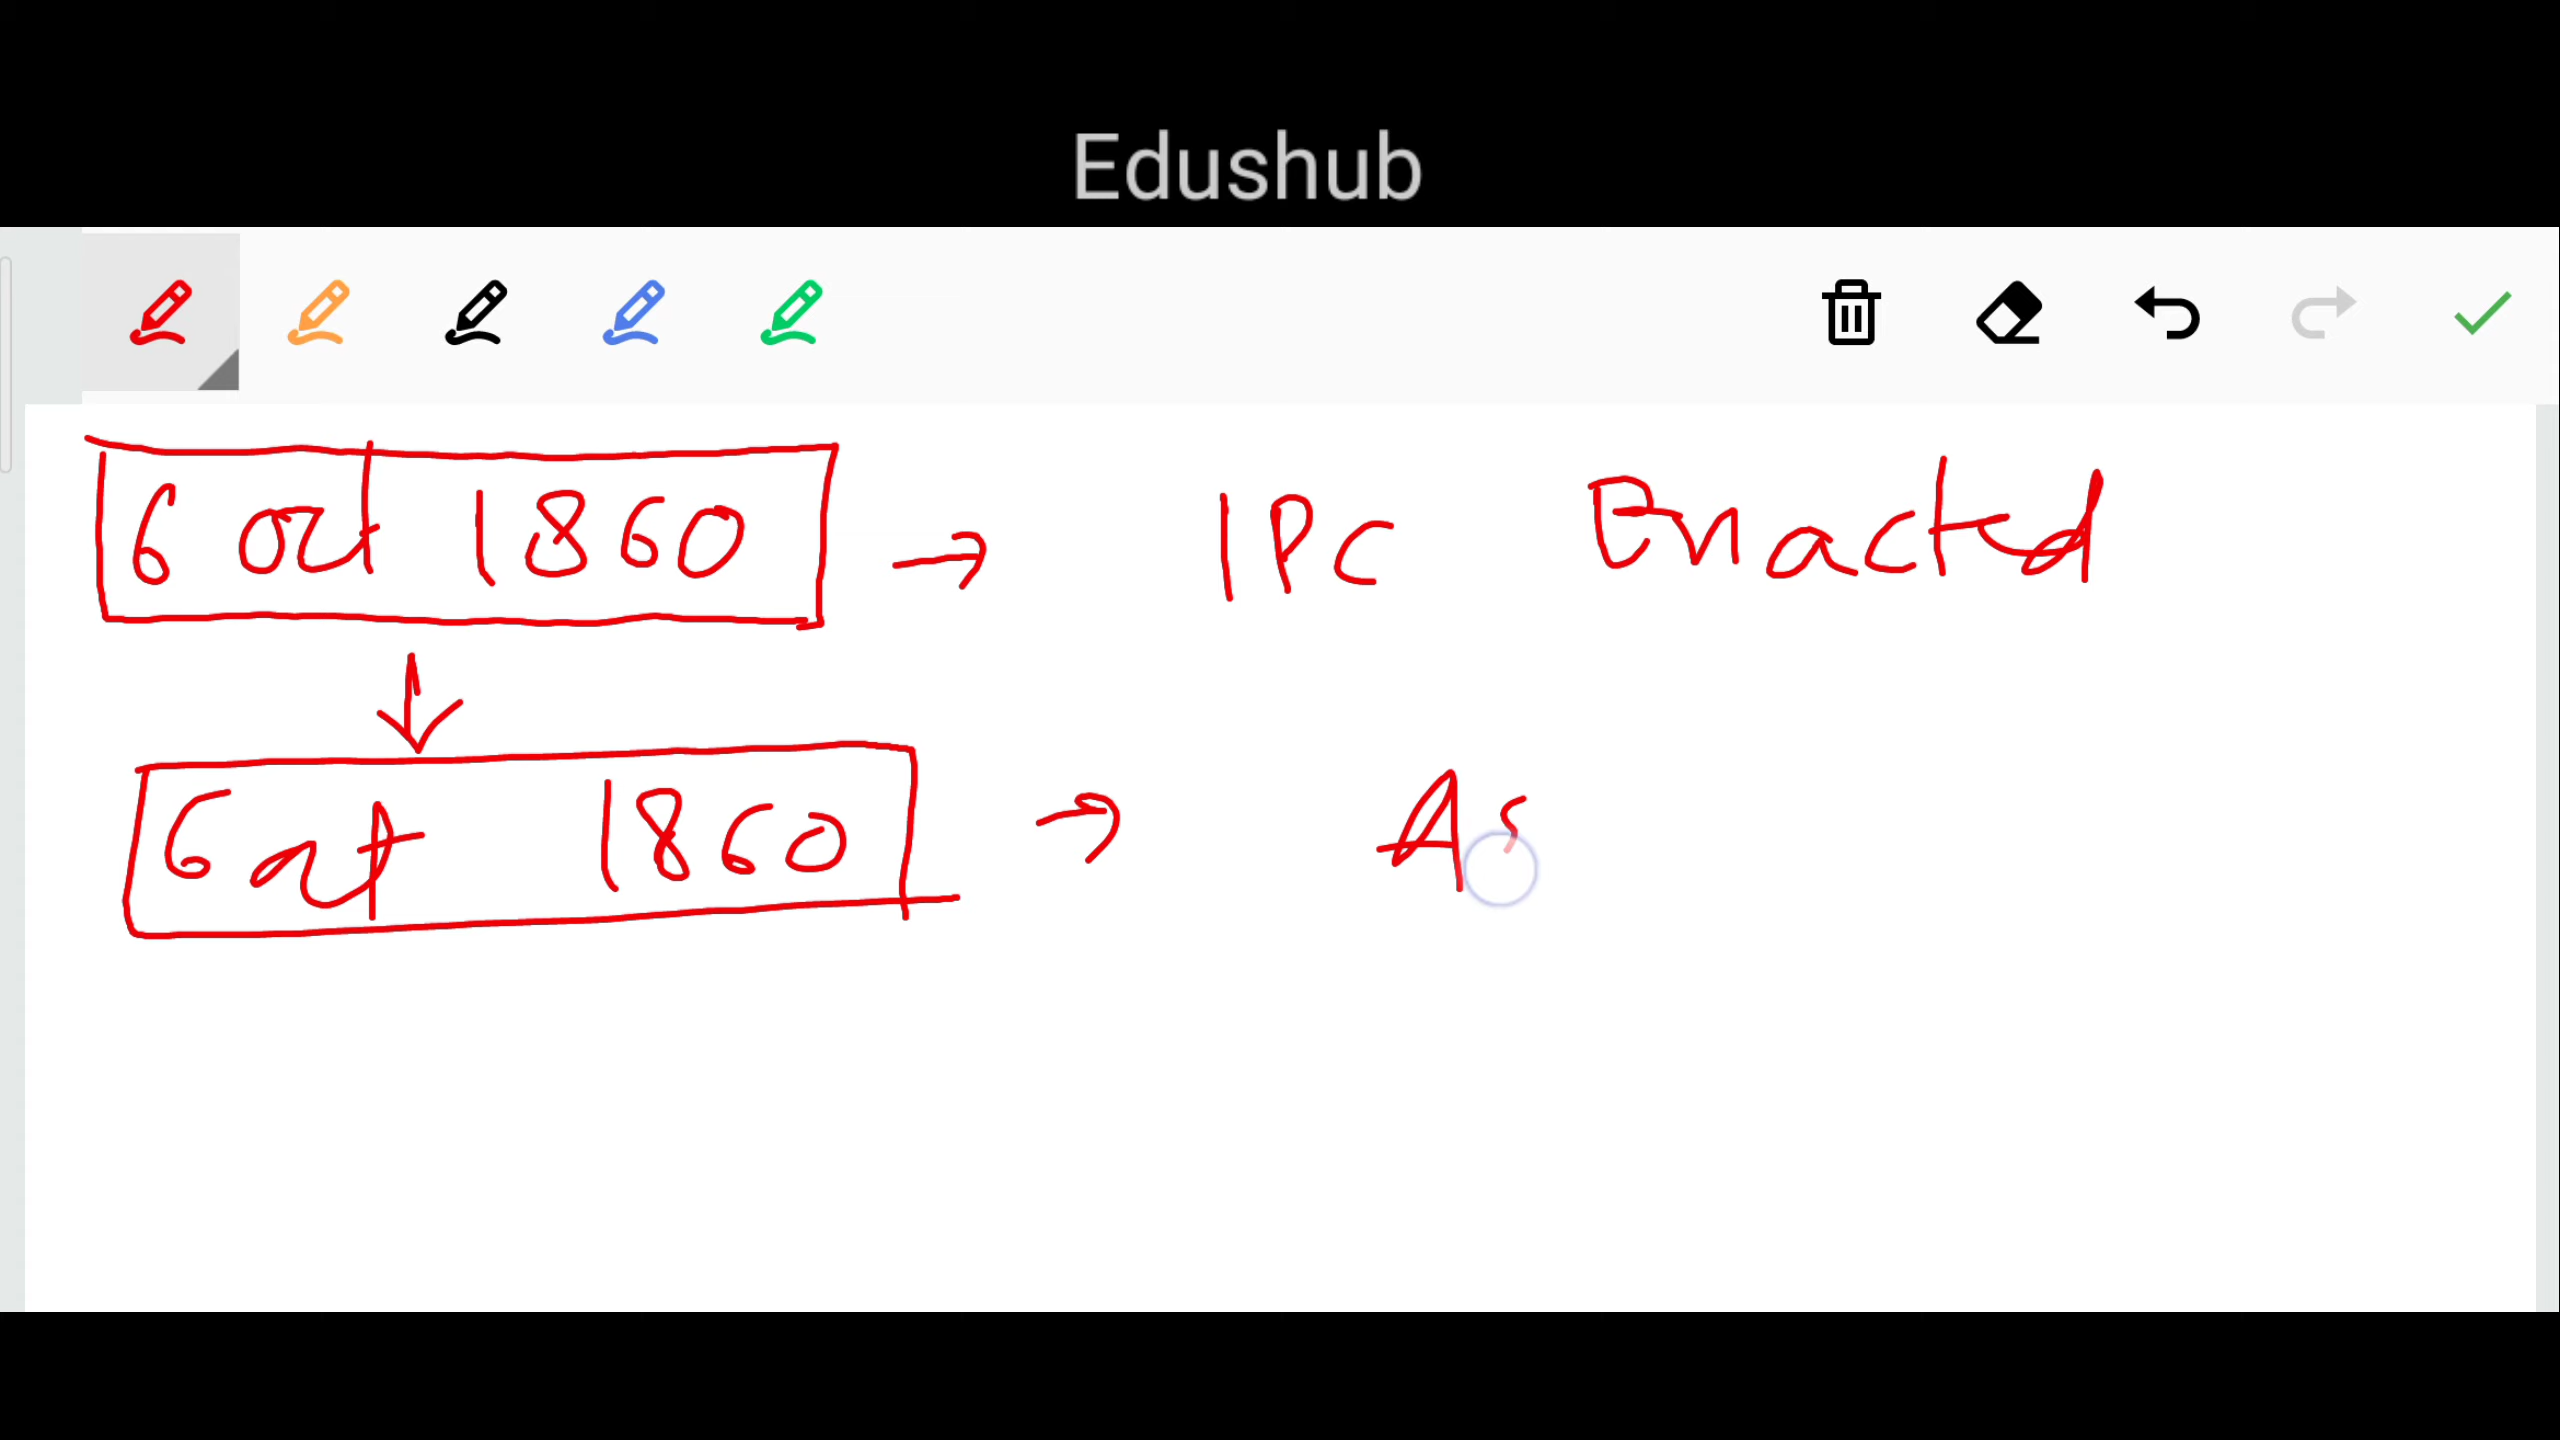 Edushub
6 oct 1860 → IPC Enacted
↓
6 oct 1860 → As